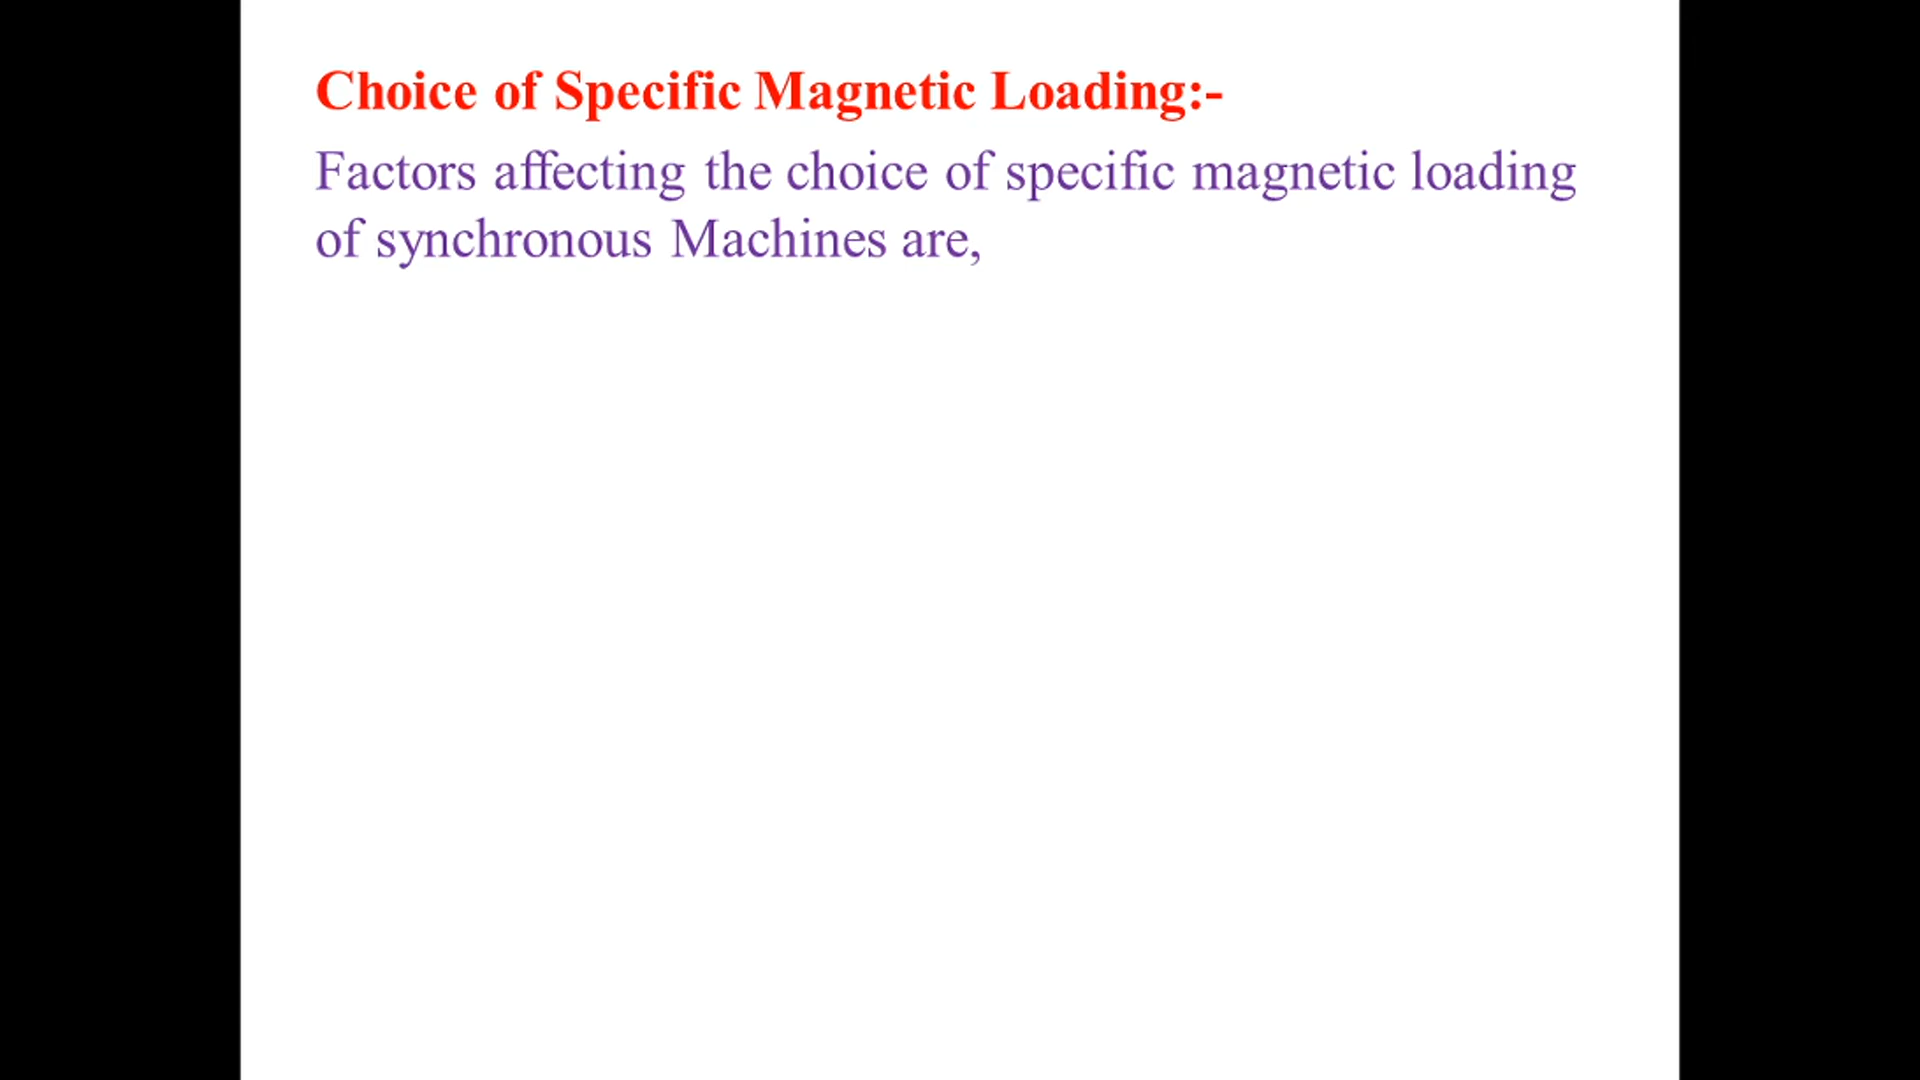 Choice of Specific Magnetic Loading:-
Factors affecting the choice of specific magnetic loading
of synchronous Machines are,